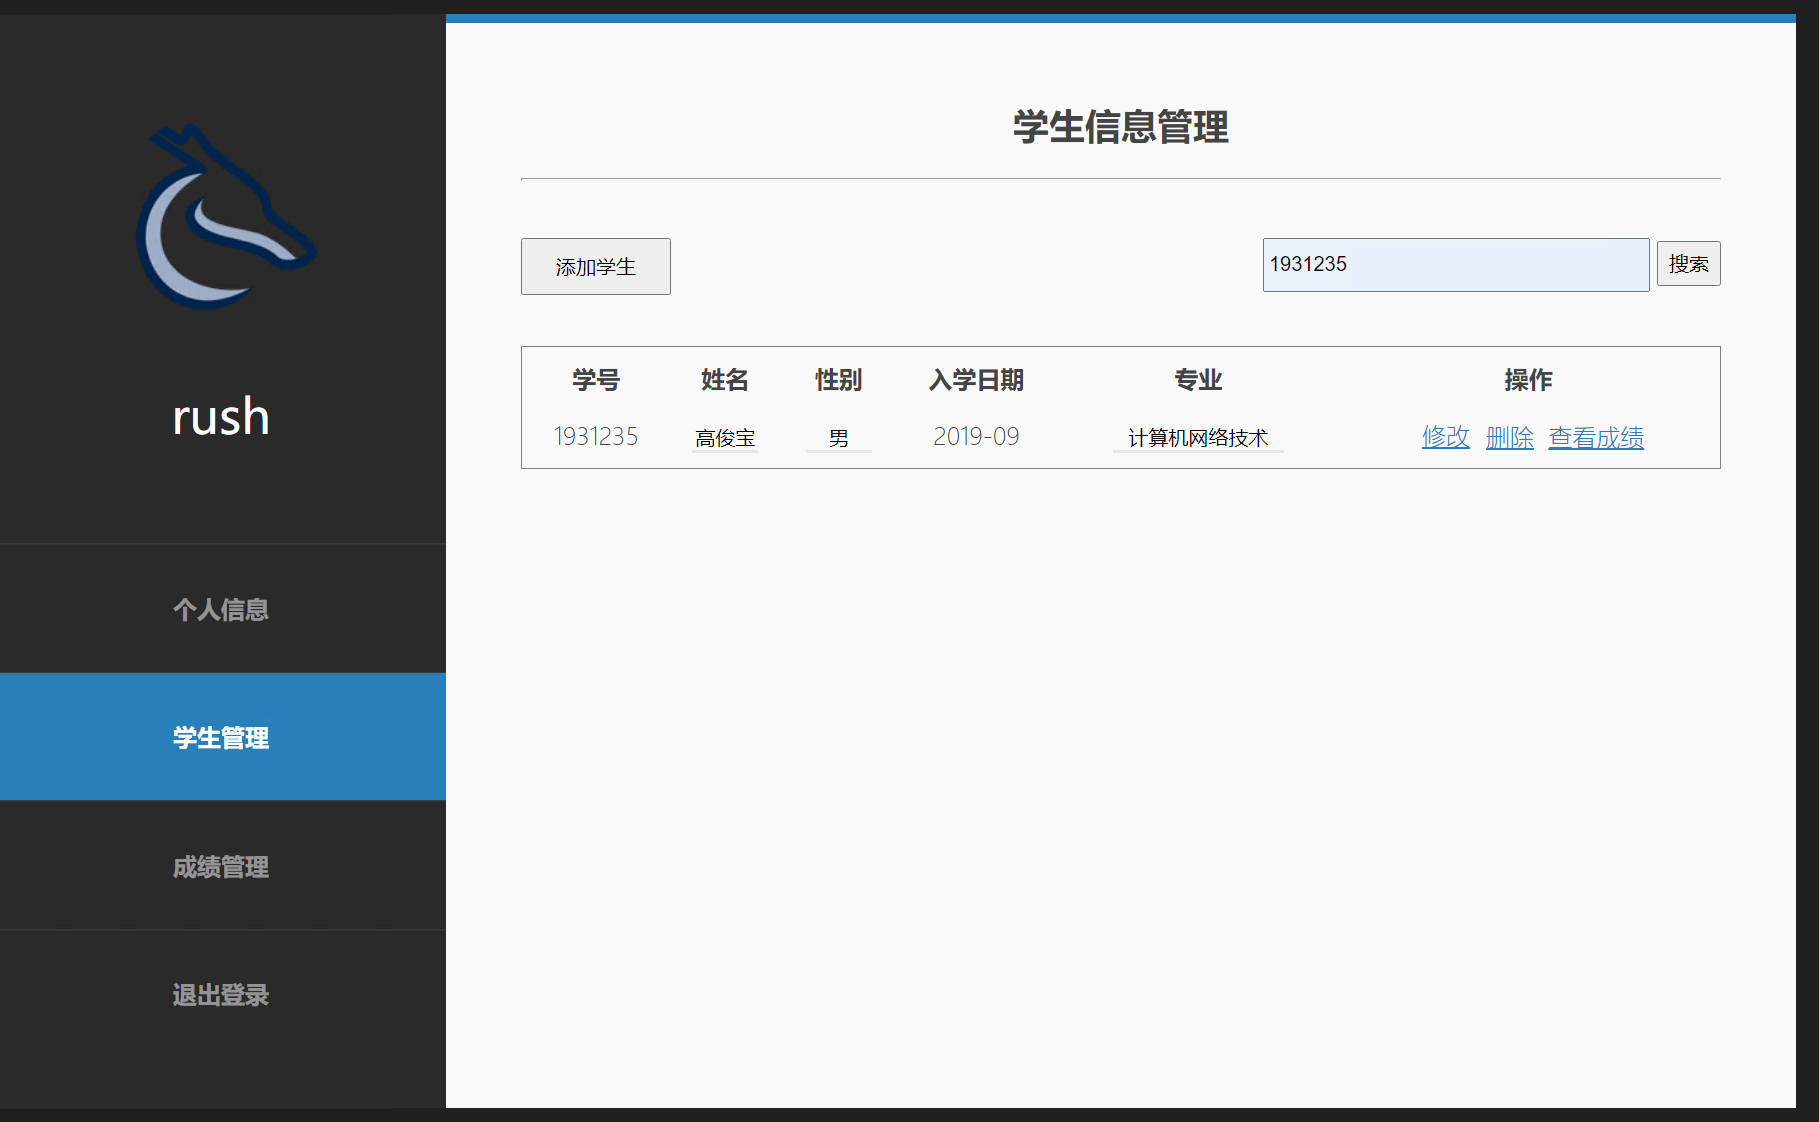 rush
个人信息
学生管理
成绩管理
退出登录
学生信息管理
添加学生 1931235 搜索
学号 姓名 性别 入学日期 专业 操作
1931235 高俊宝 男 2019-09 计算机网络技术 修改 删除 查看成绩